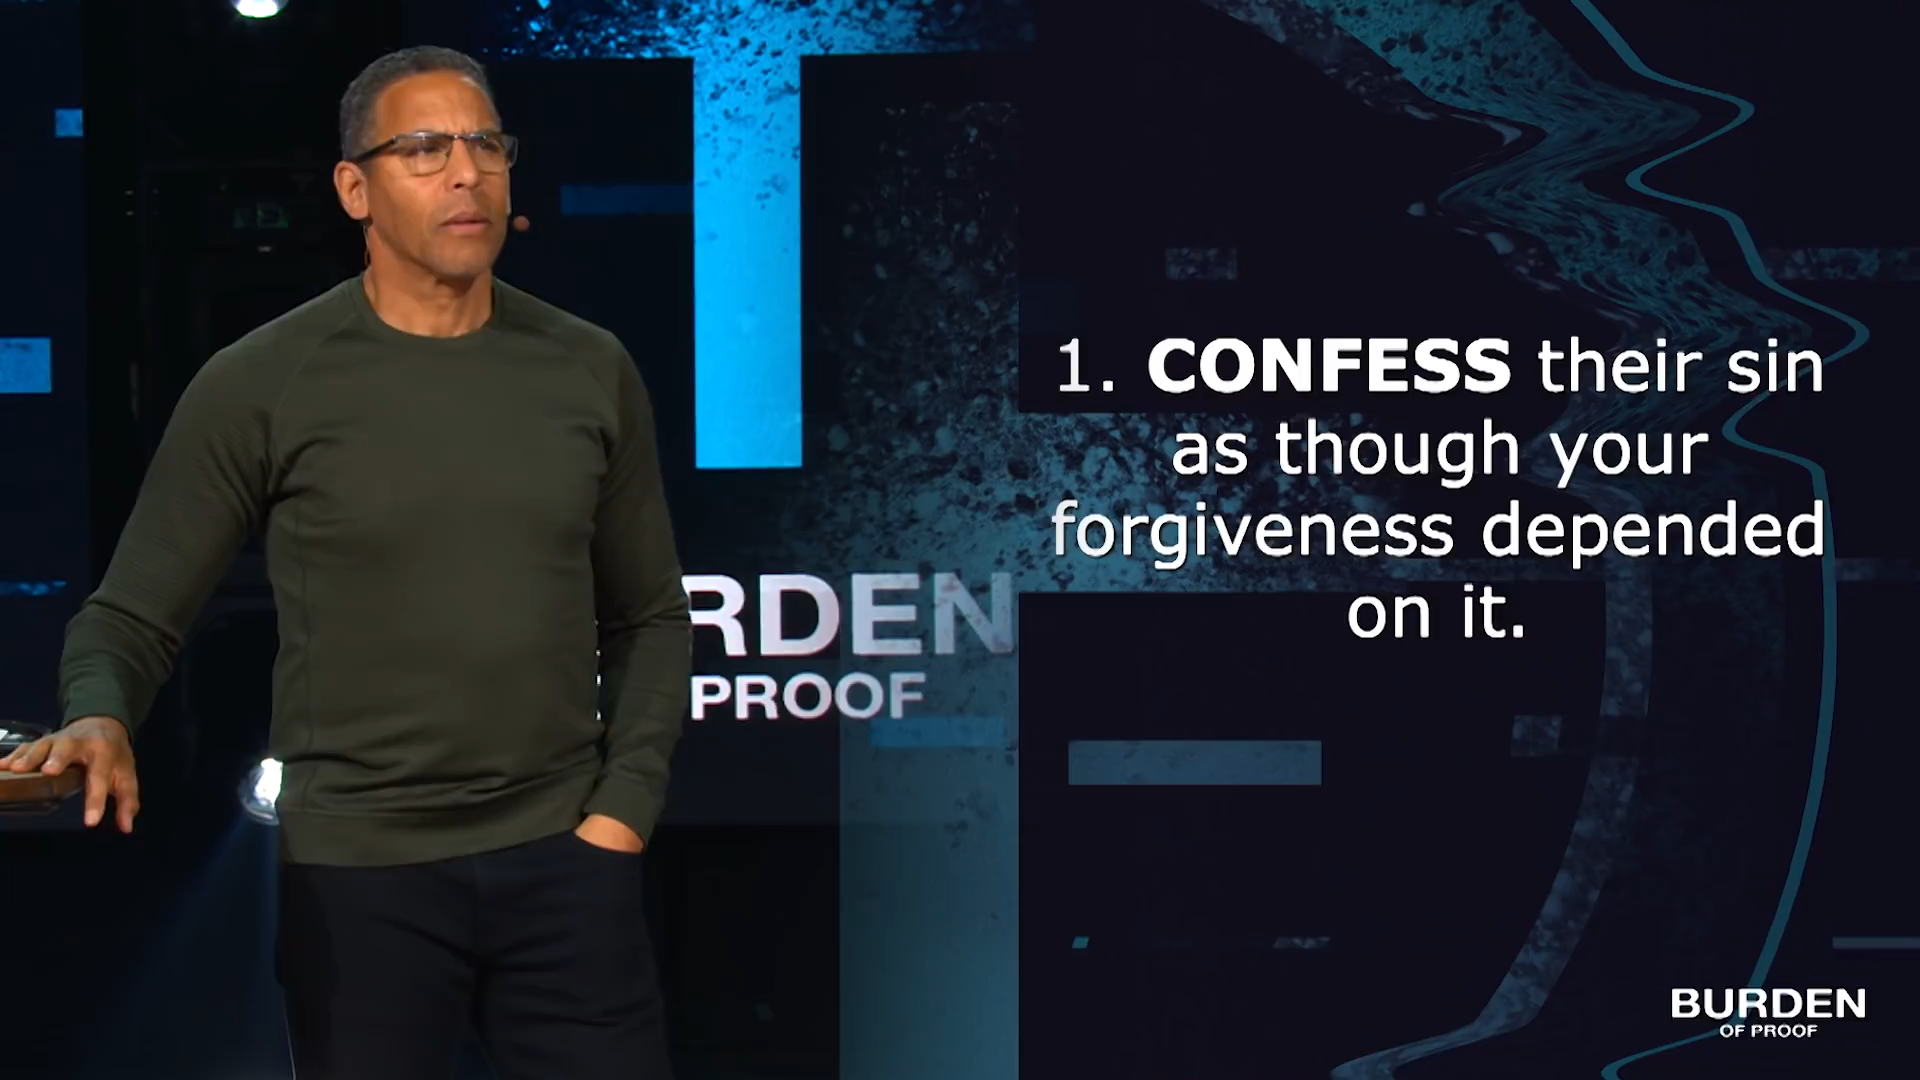 1. CONFESS their sin
as though your
forgiveness depended
on it.
RDEN
PROOF
BURDEN
OF PROOF